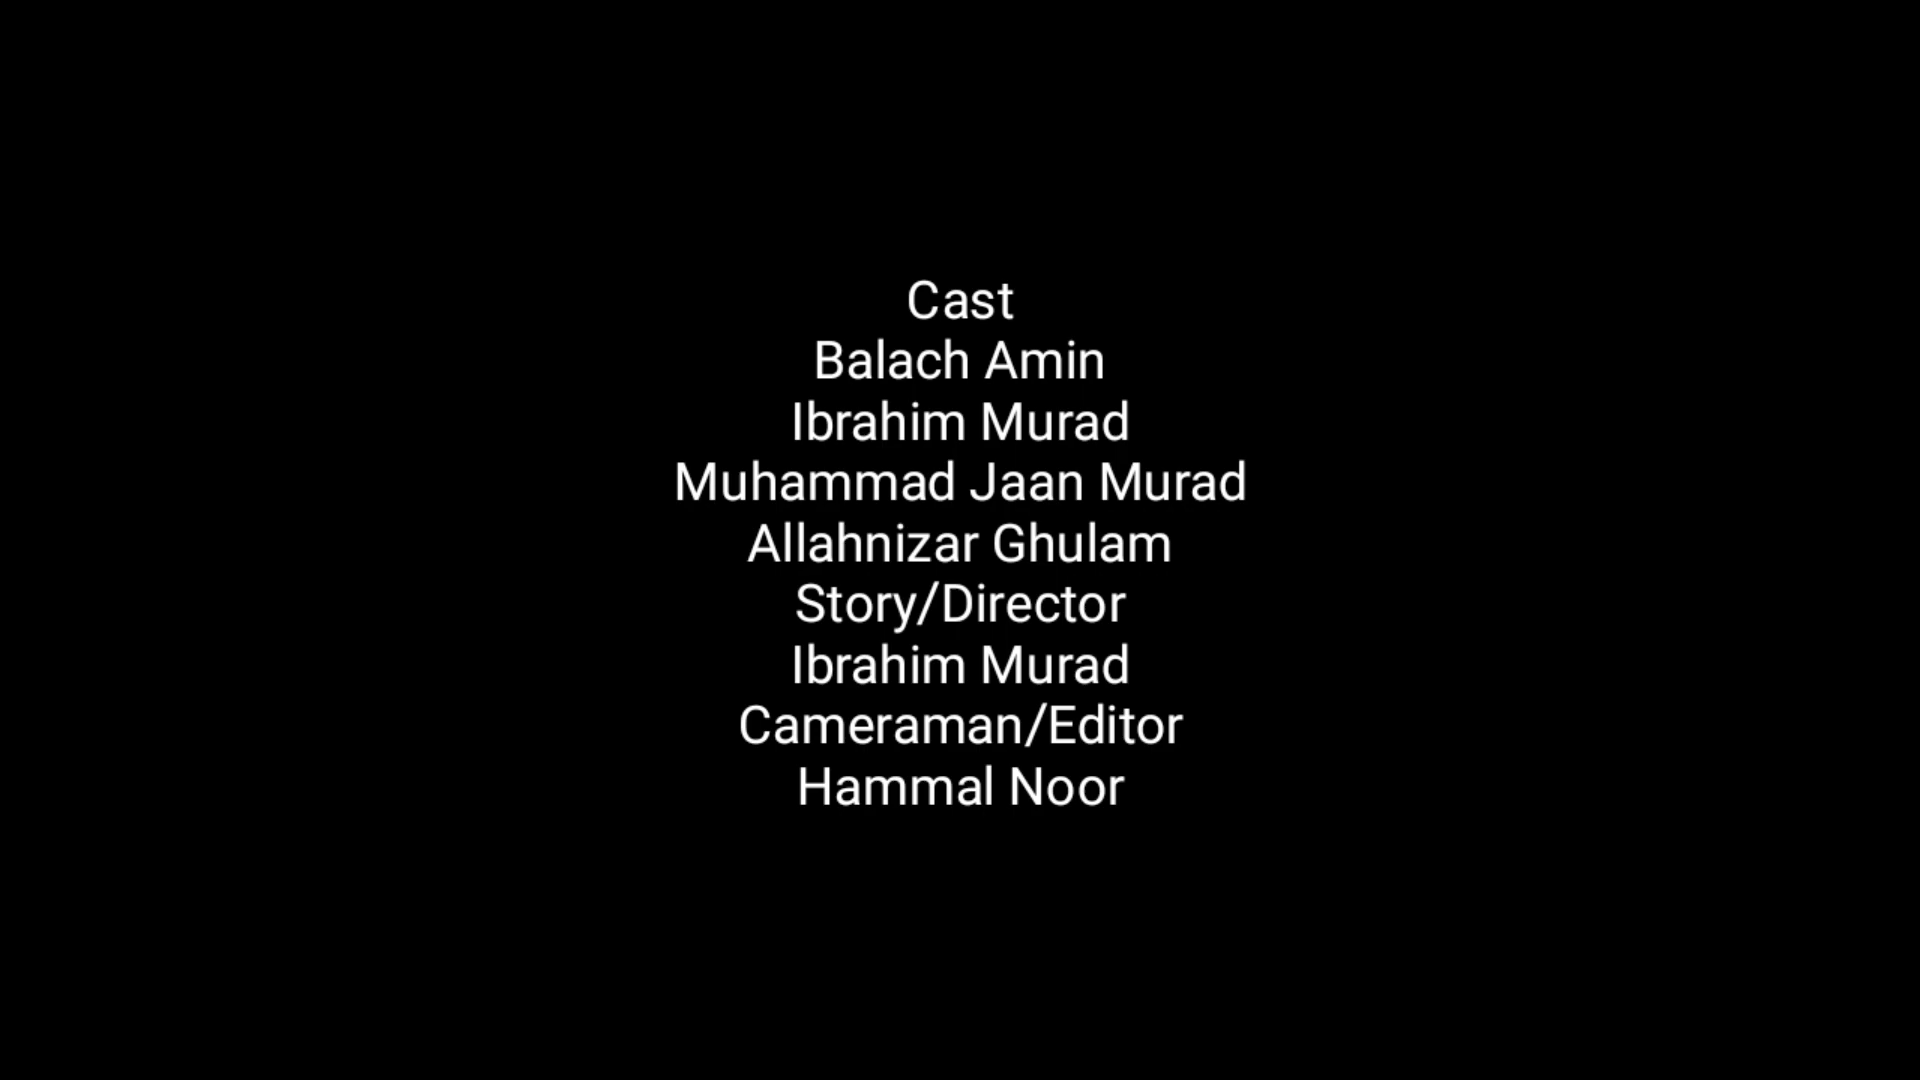 Cast
Balach Amin
Ibrahim Murad
Muhammad Jaan Murad
Allahnizar Ghulam
Story/Director
Ibrahim Murad
Cameraman/Editor
Hammal Noor